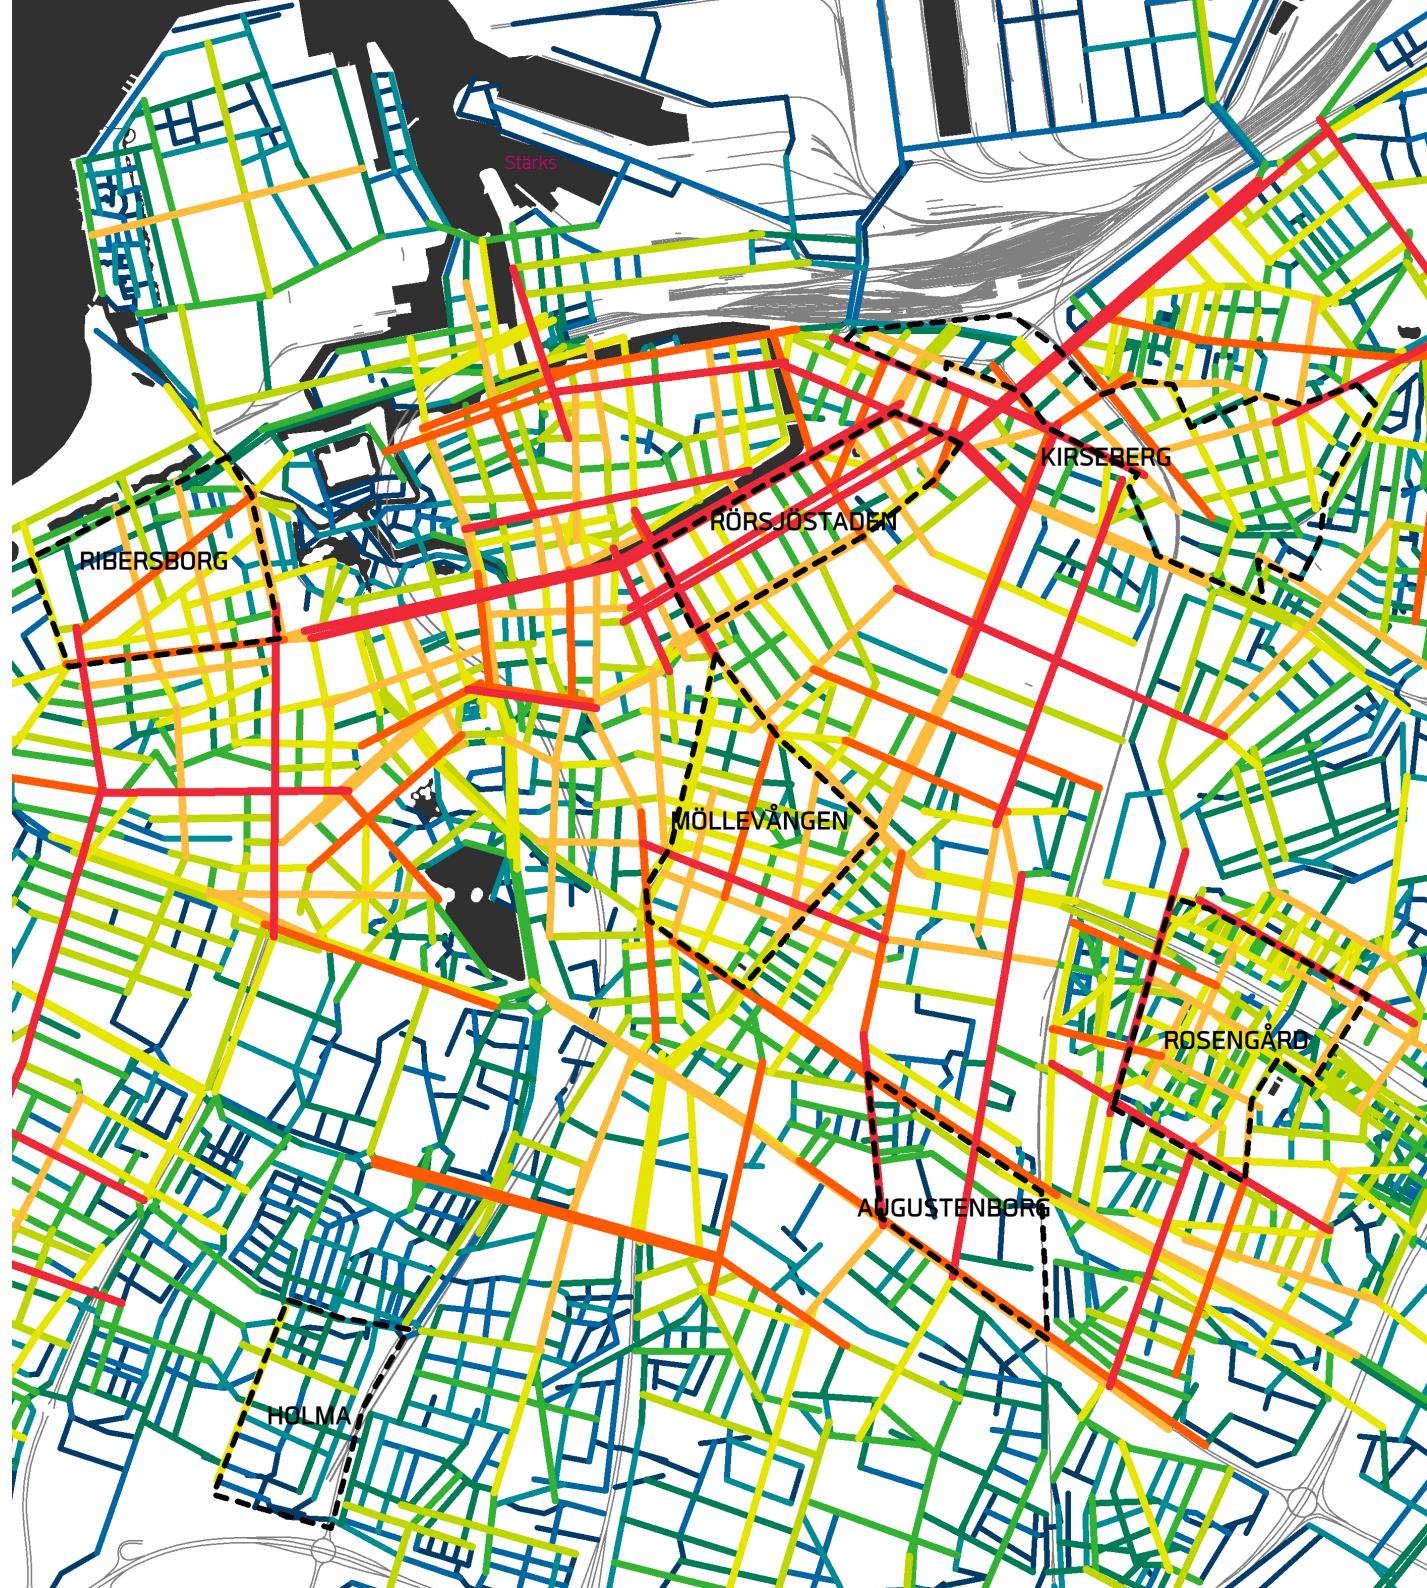 Stärks
KIRSEBERG
RÖRSJÖSTADEN
RIBERSBORG
MÖLLEVÅNGEN
ROSENGÅRD
AUGUSTENBORG
HOLMA